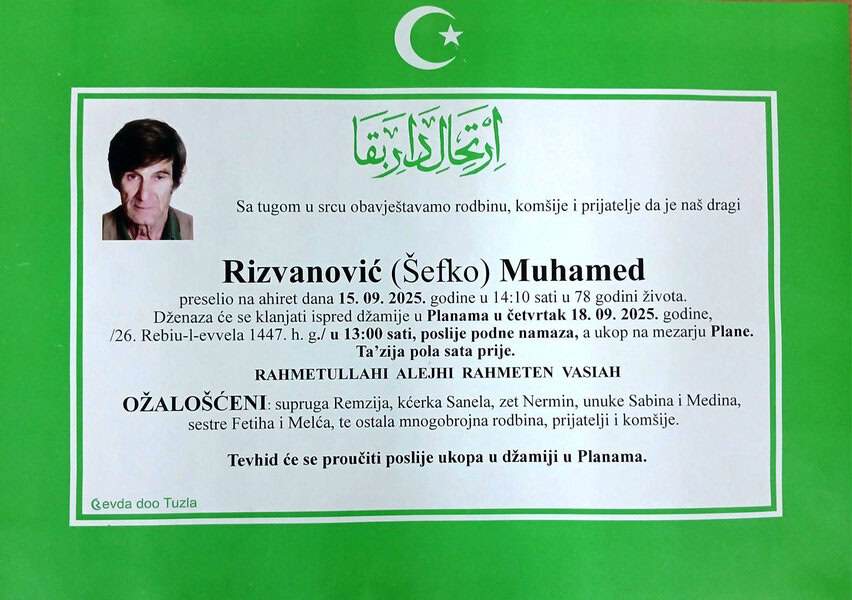 اِرْتِحَالِ دَارِ بَقَا
Sa tugom u srcu obavještavamo rodbinu, komšije i prijatelje da je naš dragi
Rizvanović (Šefko) Muhamed
preselio na ahiret dana 15. 09. 2025. godine u 14:10 sati u 78 godini života.
Dženaza će se klanjati ispred džamije u Planama u četvrtak 18. 09. 2025. godine,
/26. Rebiu-l-evvela 1447. h. g./ u 13:00 sati, poslije podne namaza, a ukop na mezarju Plane.
Ta'zija pola sata prije.
RAHMETULLAHI ALEJHI RAHMETEN VASIAH
OŽALOŠĆENI: supruga Remzija, kćerka Sanela, zet Nermin, unuke Sabina i Medina,
sestre Fetiha i Melća, te ostala mnogobrojna rodbina, prijatelji i komšije.
Tevhid će se proučiti poslije ukopa u džamiji u Planama.
Cevda doo Tuzla